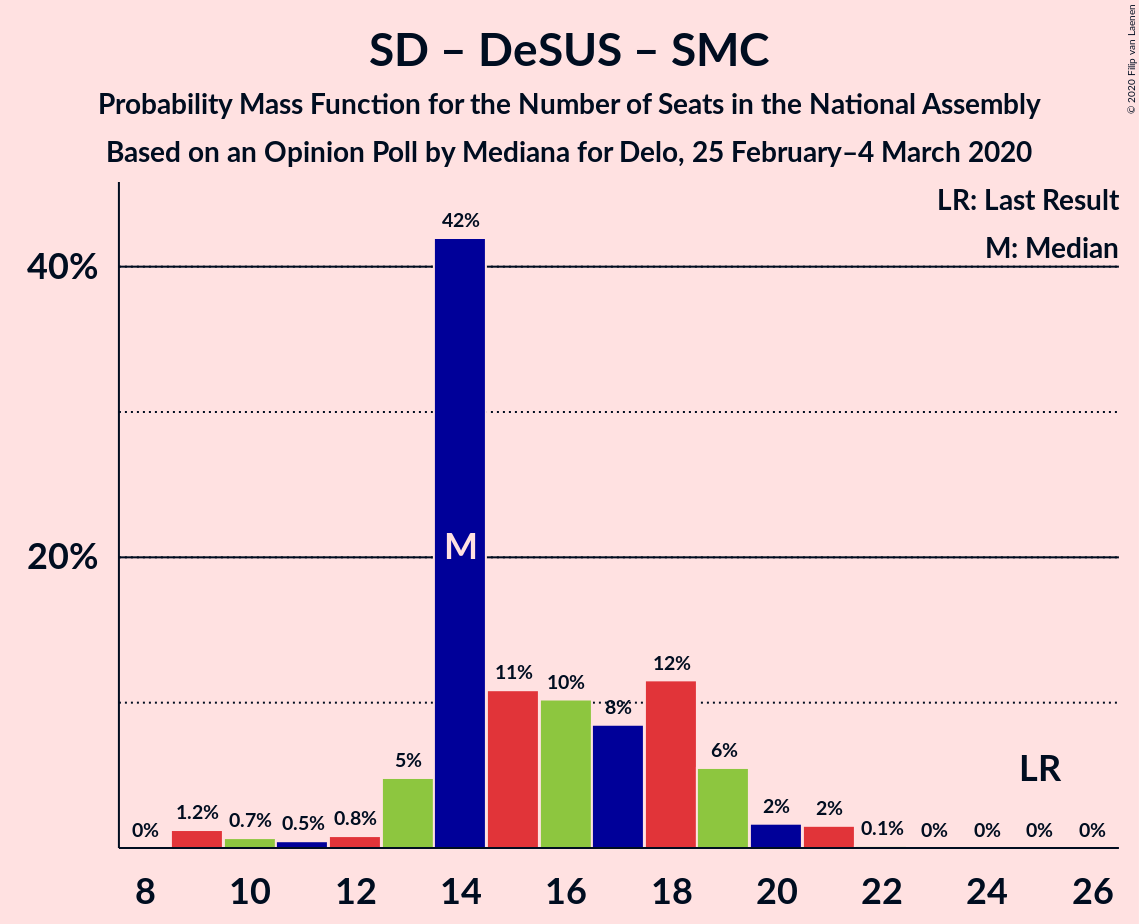 SD – DeSUS – SMC
Probability Mass Function for the Number of Seats in the National Assembly
Based on an Opinion Poll by Mediana for Delo, 25 February–4 March 2020
© 2020 Filip van Laenen
LR: Last Result
M: Median
40%
20%
0%
1.2%
0.7%
0.5%
0.8%
5%
42%
M
11%
10%
8%
12%
6%
2%
2%
0.1%
0%
0%
0%
0%
LR
8 10 12 14 16 18 20 22 24 26